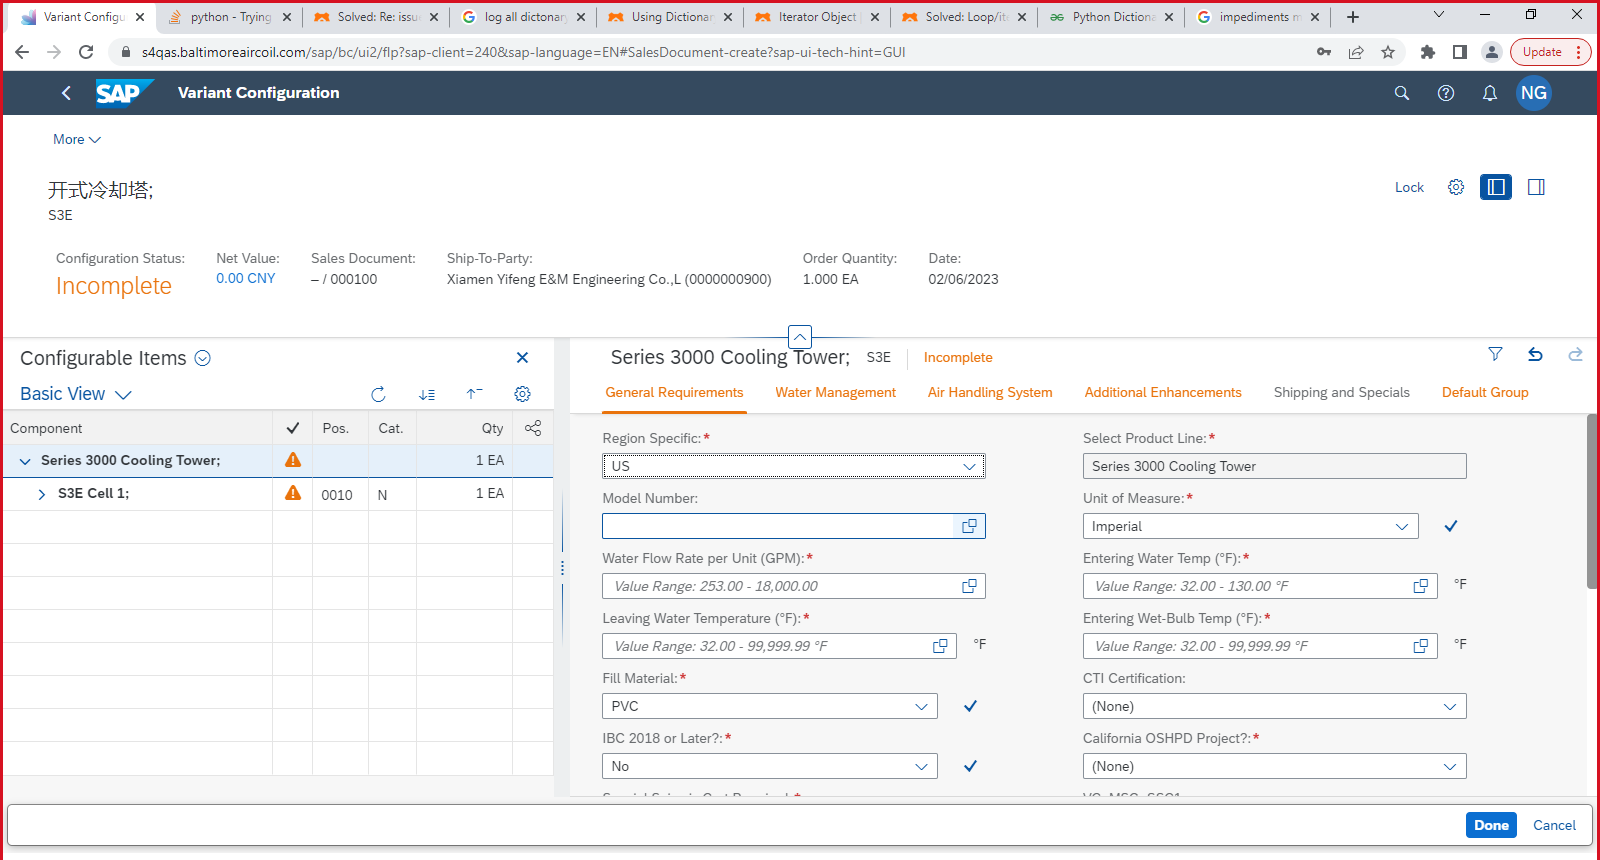 Variant Configur
python - Trying
Solved: Re: issue
log all dictonar
Using Dictionar
Iterator Object
Solved: Loop/ite
Python Dictiona
impediments m
s4qas.baltimoreaircoil.com/sap/bc/ui2/flp?sap-client=240&sap-language=EN#SalesDocument-create?sap-ui-tech-hint=GUI
Update
SAP
Variant Configuration
NG
More
开式冷却塔;
S3E
Lock
Configuration Status:
Incomplete
Net Value:
0.00 CNY
Sales Document:
– / 000100
Ship-To-Party:
Xiamen Yifeng E&M Engineering Co.,L (0000000900)
Order Quantity:
1.000 EA
Date:
02/06/2023
Configurable Items
Basic View
Component Pos. Cat. Qty
Series 3000 Cooling Tower; 1 EA
S3E Cell 1; 0010 N 1 EA
Series 3000 Cooling Tower; S3E Incomplete
General Requirements Water Management Air Handling System Additional Enhancements Shipping and Specials Default Group
Region Specific:*
US
Select Product Line:*
Series 3000 Cooling Tower
Model Number:
Unit of Measure:*
Imperial
Water Flow Rate per Unit (GPM):*
Value Range: 253.00 - 18,000.00
Entering Water Temp (°F):*
Value Range: 32.00 - 130.00 °F
°F
Leaving Water Temperature (°F):*
Value Range: 32.00 - 99,999.99 °F
°F
Entering Wet-Bulb Temp (°F):*
Value Range: 32.00 - 99,999.99 °F
°F
Fill Material:*
PVC
CTI Certification:
(None)
IBC 2018 or Later?:*
No
California OSHPD Project?:*
(None)
Done
Cancel